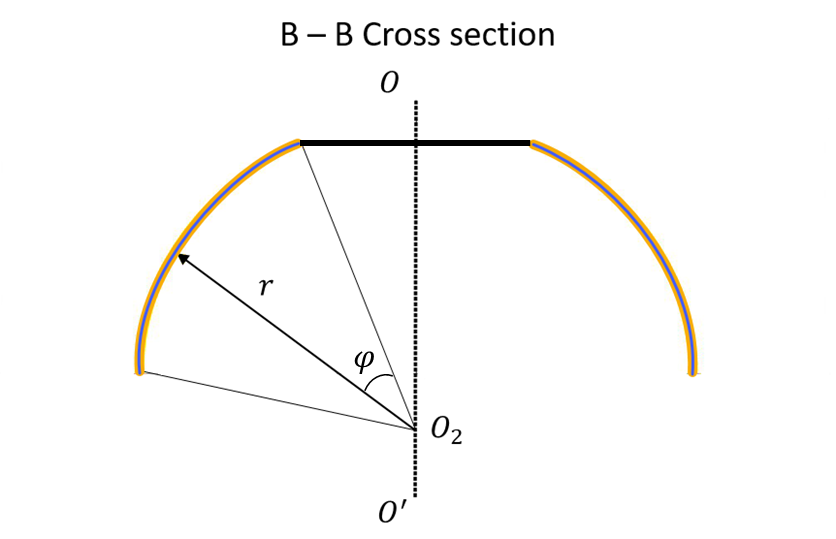 B – B Cross section
O
r
φ
O₂
O′